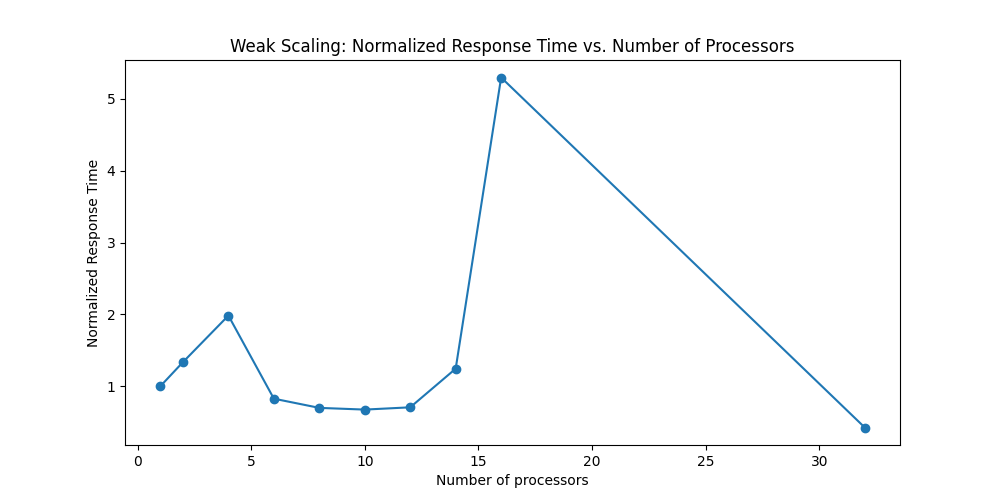 Weak Scaling: Normalized Response Time vs. Number of Processors
5
4
3
2
1
Normalized Response Time
0 5 10 15 20 25 30
Number of processors